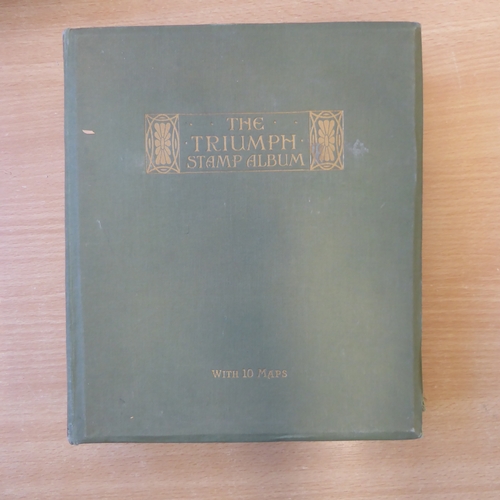 THE
TRIUMPH
STAMP ALBUM
WITH 10 MAPS